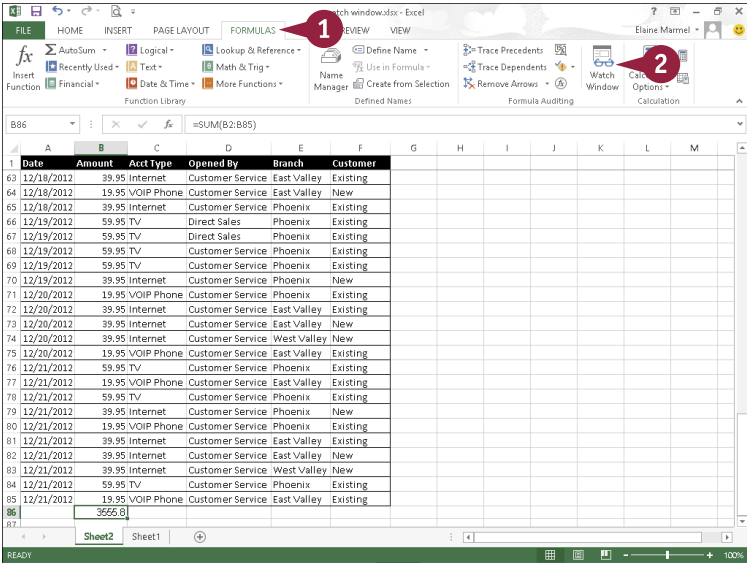 watch window.xlsx - Excel
FILE HOME INSERT PAGE LAYOUT FORMULAS REVIEW VIEW Elaine Marmel
1
AutoSum Logical Lookup & Reference Define Name Trace Precedents
Recently Used Text Math & Trig Use in Formula Trace Dependents
Financial Date & Time More Functions Create from Selection Remove Arrows
fx Insert Function
Name Manager
Watch Window
2
Options
Function Library Defined Names Formula Auditing Calculation
B86 fx =SUM(B2:B85)
A B C D E F G H I J K L M
1 Date Amount Acct Type Opened By Branch Customer
63 12/18/2012 39.95 Internet Customer Service East Valley Existing
64 12/18/2012 19.95 VOIP Phone Customer Service East Valley New
65 12/18/2012 39.95 Internet Customer Service Phoenix Existing
66 12/19/2012 59.95 TV Direct Sales Phoenix Existing
67 12/19/2012 59.95 TV Direct Sales Phoenix Existing
68 12/19/2012 59.95 TV Customer Service Phoenix Existing
69 12/19/2012 59.95 TV Customer Service Phoenix Existing
70 12/19/2012 39.95 Internet Customer Service Phoenix New
71 12/20/2012 19.95 VOIP Phone Customer Service Phoenix Existing
72 12/20/2012 39.95 Internet Customer Service East Valley Existing
73 12/20/2012 39.95 Internet Customer Service East Valley New
74 12/20/2012 39.95 Internet Customer Service West Valley New
75 12/20/2012 19.95 VOIP Phone Customer Service East Valley Existing
76 12/21/2012 59.95 TV Customer Service Phoenix Existing
77 12/21/2012 19.95 VOIP Phone Customer Service East Valley Existing
78 12/21/2012 59.95 TV Customer Service Phoenix Existing
79 12/21/2012 39.95 Internet Customer Service Phoenix New
80 12/21/2012 19.95 VOIP Phone Customer Service Phoenix Existing
81 12/21/2012 39.95 Internet Customer Service East Valley Existing
82 12/21/2012 39.95 Internet Customer Service East Valley New
83 12/21/2012 39.95 Internet Customer Service West Valley New
84 12/21/2012 59.95 TV Customer Service Phoenix Existing
85 12/21/2012 19.95 VOIP Phone Customer Service East Valley Existing
86 3555.8
87
Sheet2 Sheet1
READY 100%